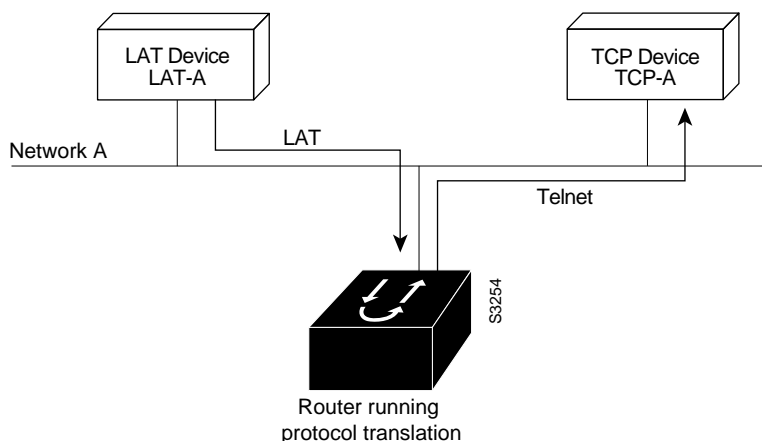 LAT Device
LAT-A
TCP Device
TCP-A
Network A
LAT
Telnet
S3254
Router running
protocol translation